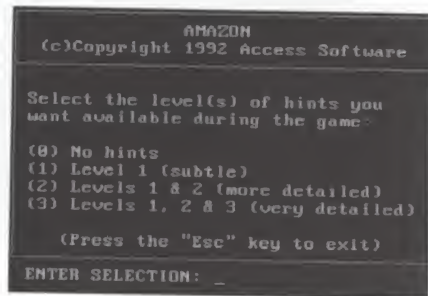 AMAZON
(c)Copyright 1992 Access Software
Select the level(s) of hints you
want available during the game:
(0) No hints
(1) Level 1 (subtle)
(2) Levels 1 & 2 (more detailed)
(3) Levels 1, 2 & 3 (very detailed)
(Press the "Esc" key to exit)
ENTER SELECTION: _